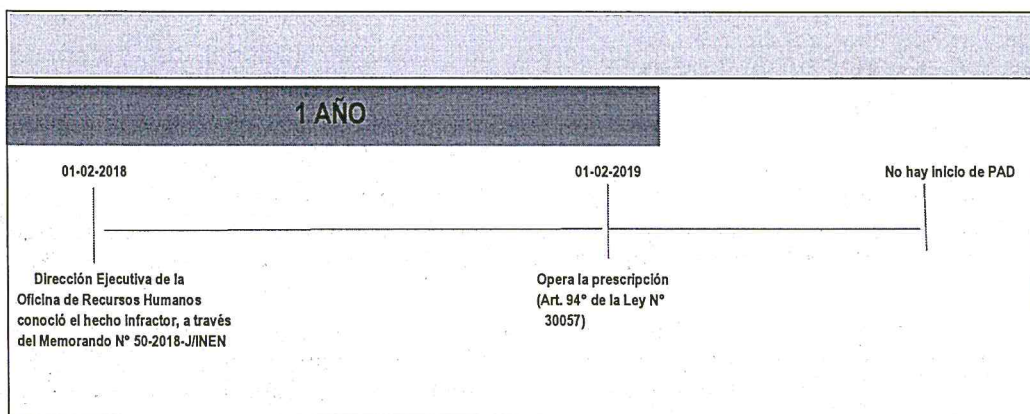 1 AÑO
01-02-2018
01-02-2019
No hay inicio de PAD
Dirección Ejecutiva de la
Oficina de Recursos Humanos
conoció el hecho infractor, a través
del Memorando N° 50-2018-J/INEN
Opera la prescripción
(Art. 94° de la Ley N°
30057)